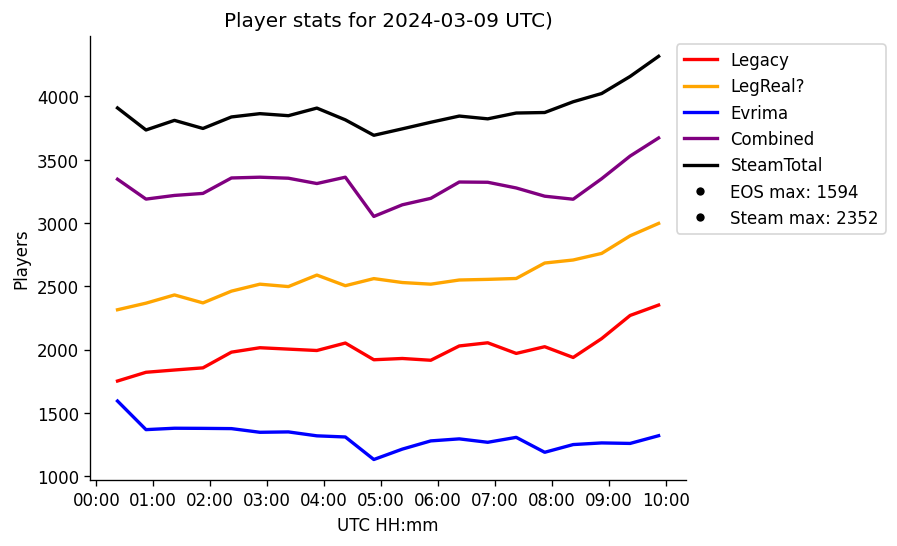 Player stats for 2024-03-09 UTC)
Legacy
LegReal?
Evrima
Combined
SteamTotal
EOS max: 1594
Steam max: 2352
Players
4000
3500
3000
2500
2000
1500
1000
00:00 01:00 02:00 03:00 04:00 05:00 06:00 07:00 08:00 09:00 10:00
UTC HH:mm